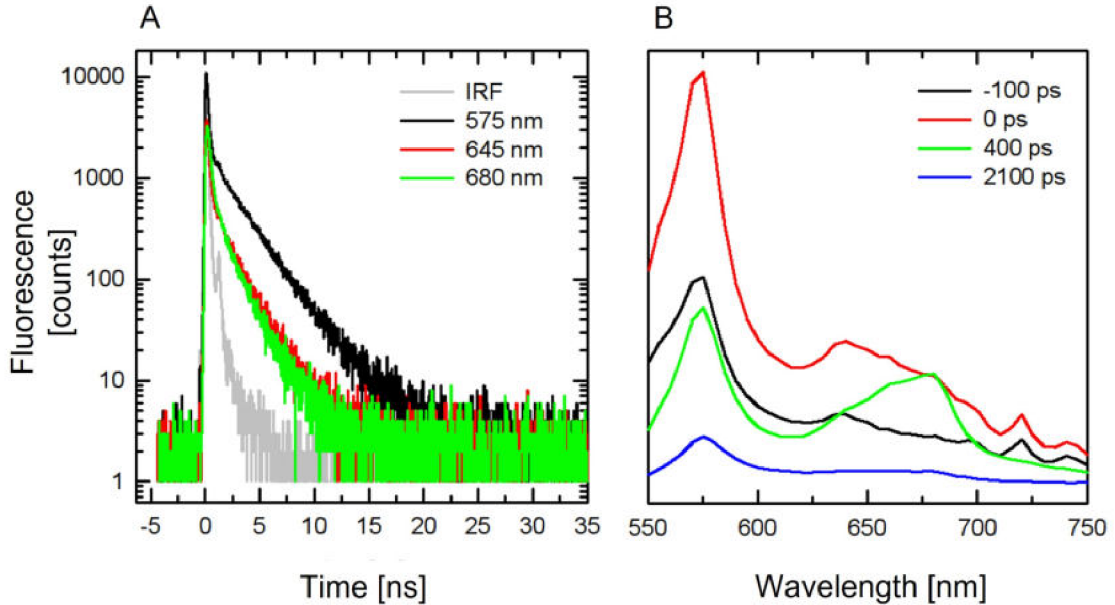 A
B
10000
1000
100
10
1
Fluorescence
[counts]
IRF
575 nm
645 nm
680 nm
-5 0 5 10 15 20 25 30 35
Time [ns]
-100 ps
0 ps
400 ps
2100 ps
550 600 650 700 750
Wavelength [nm]